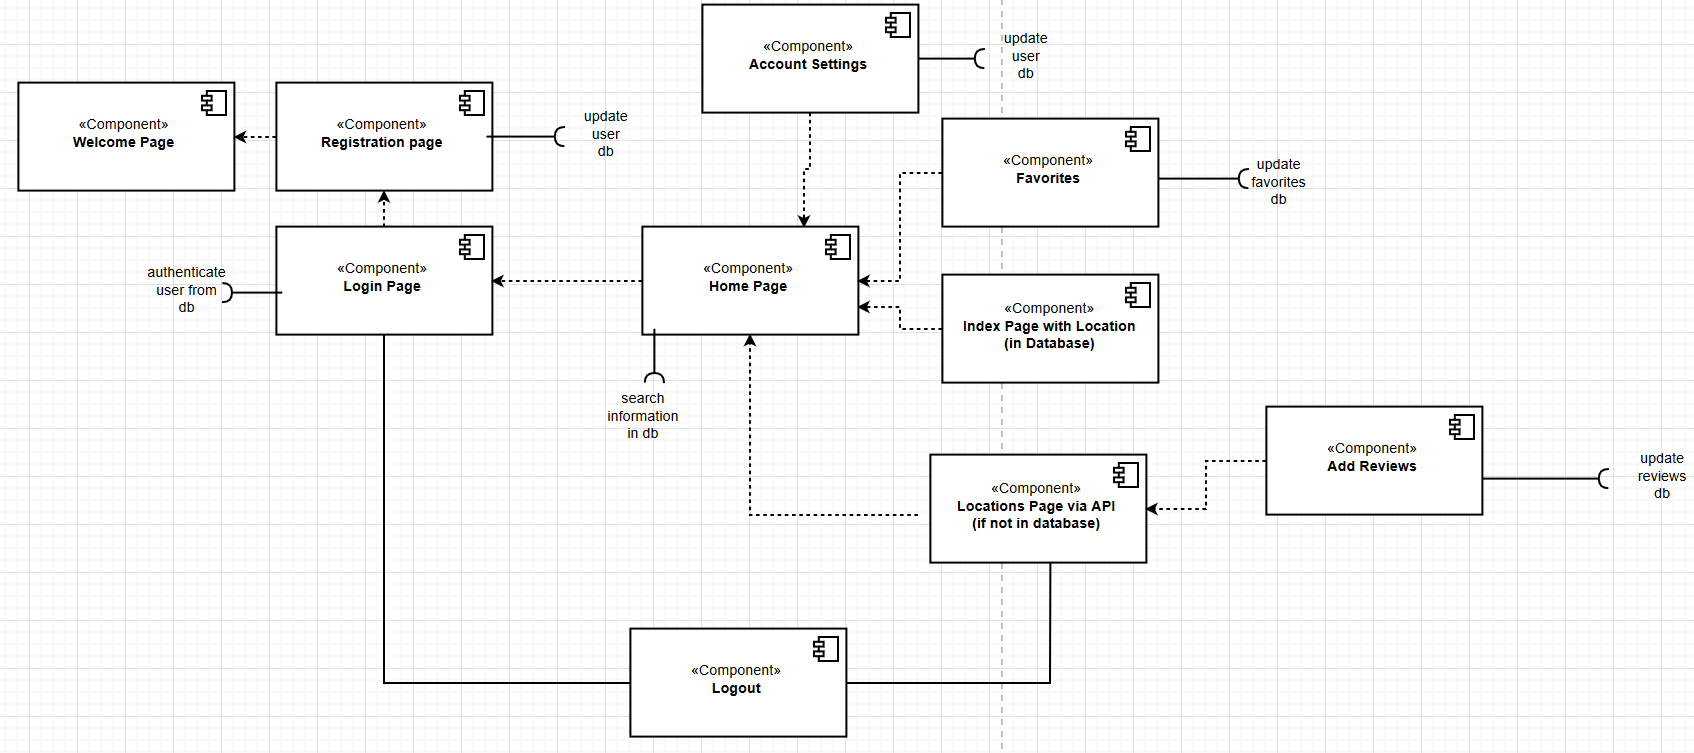 «Component»
Account Settings
update
user
db
«Component»
Welcome Page
«Component»
Registration page
update
user
db
«Component»
Favorites
update
favorites
db
authenticate
user from
db
«Component»
Login Page
«Component»
Home Page
«Component»
Index Page with Location
(in Database)
search
information
in db
«Component»
Locations Page via API
(if not in database)
«Component»
Add Reviews
update
reviews
db
«Component»
Logout